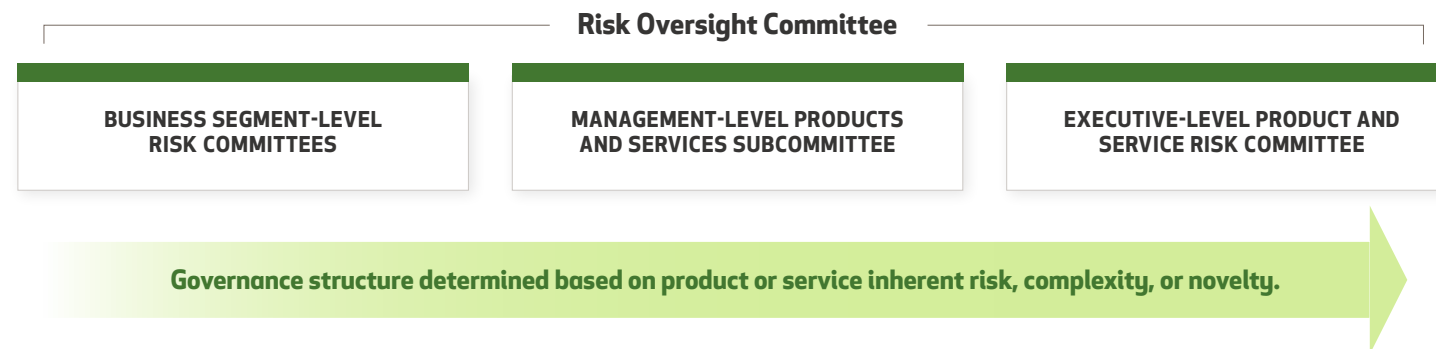 Risk Oversight Committee
BUSINESS SEGMENT-LEVEL
RISK COMMITTEES
MANAGEMENT-LEVEL PRODUCTS
AND SERVICES SUBCOMMITTEE
EXECUTIVE-LEVEL PRODUCT AND
SERVICE RISK COMMITTEE
Governance structure determined based on product or service inherent risk, complexity, or novelty.